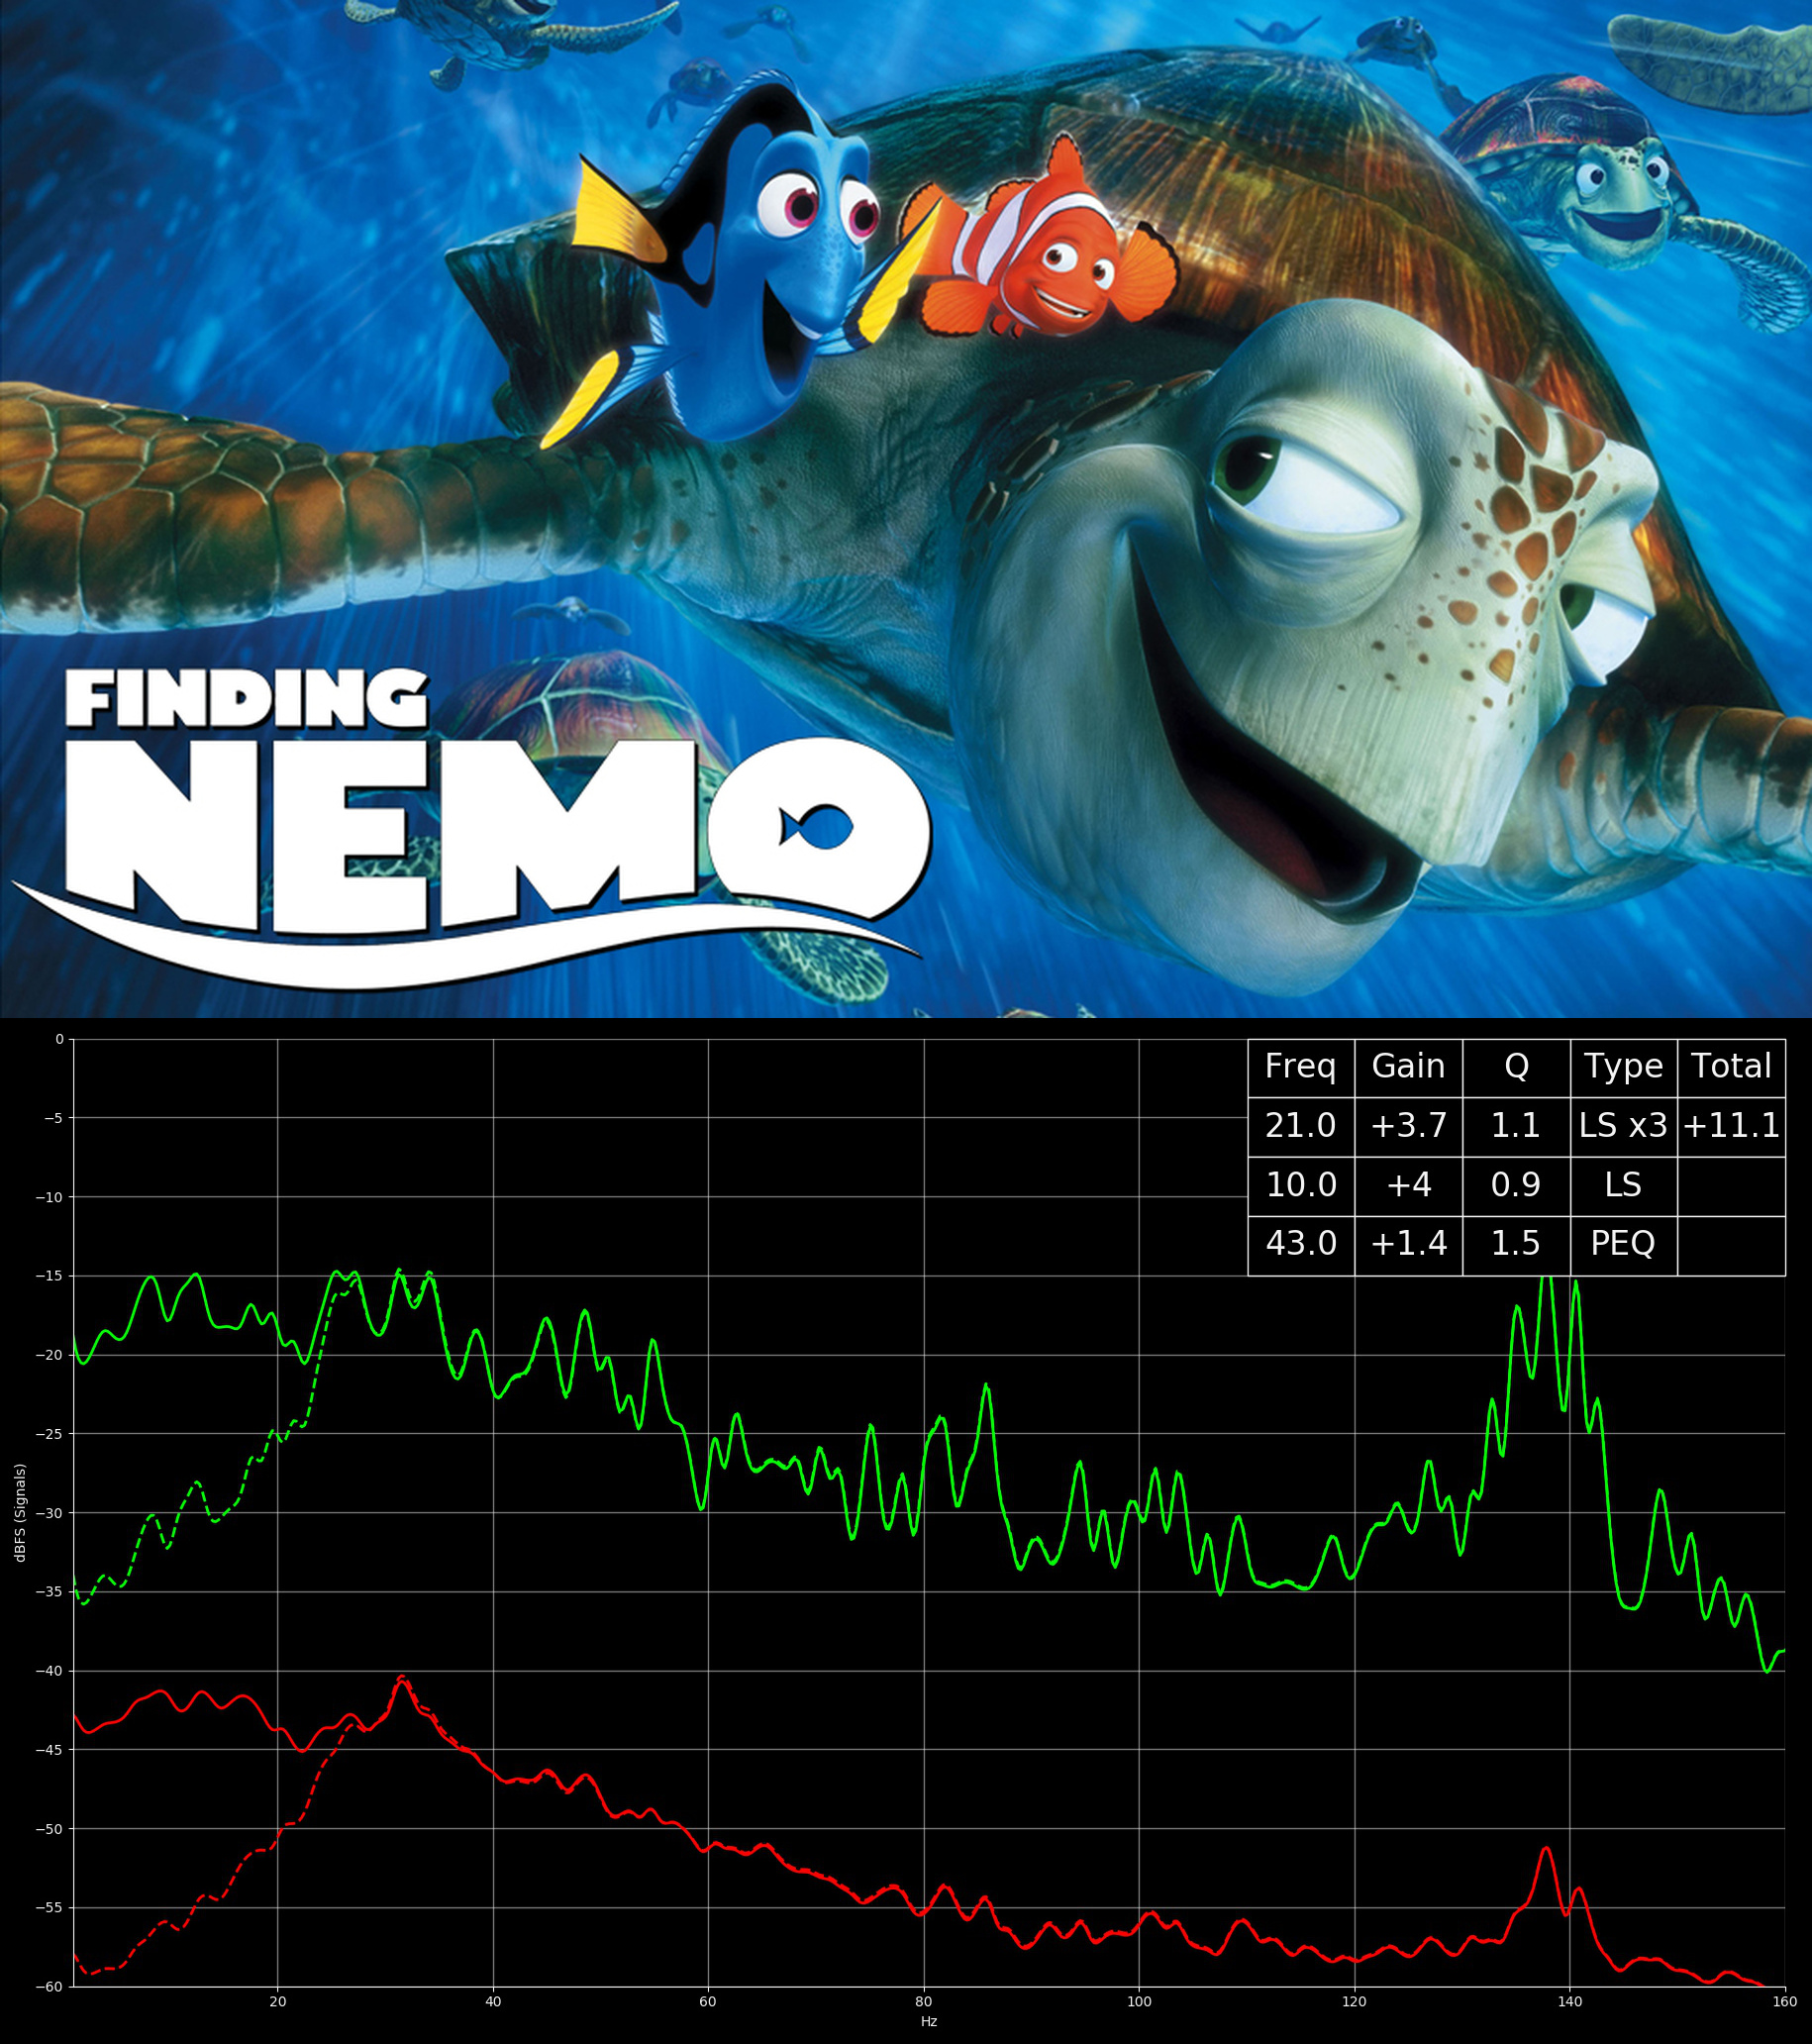 FINDING
NEMO
Freq Gain Q Type Total
21.0 +3.7 1.1 LS x3 +11.1
10.0 +4 0.9 LS
43.0 +1.4 1.5 PEQ
0
−5
−10
−15
−20
−25
−30
−35
−40
−45
−50
−55
−60
dBFS (Signals)
20 40 60 80 100 120 140 160
Hz